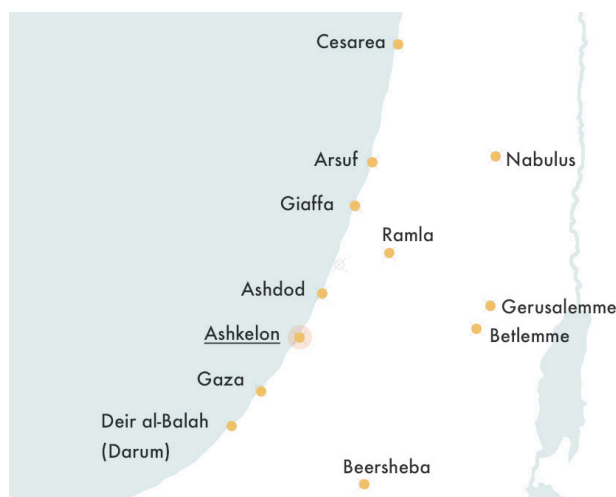 Cesarea
Arsuf
Nabulus
Giaffa
Ramla
Ashdod
Gerusalemme
Ashkelon
Betlemme
Gaza
Deir al-Balah
(Darum)
Beersheba